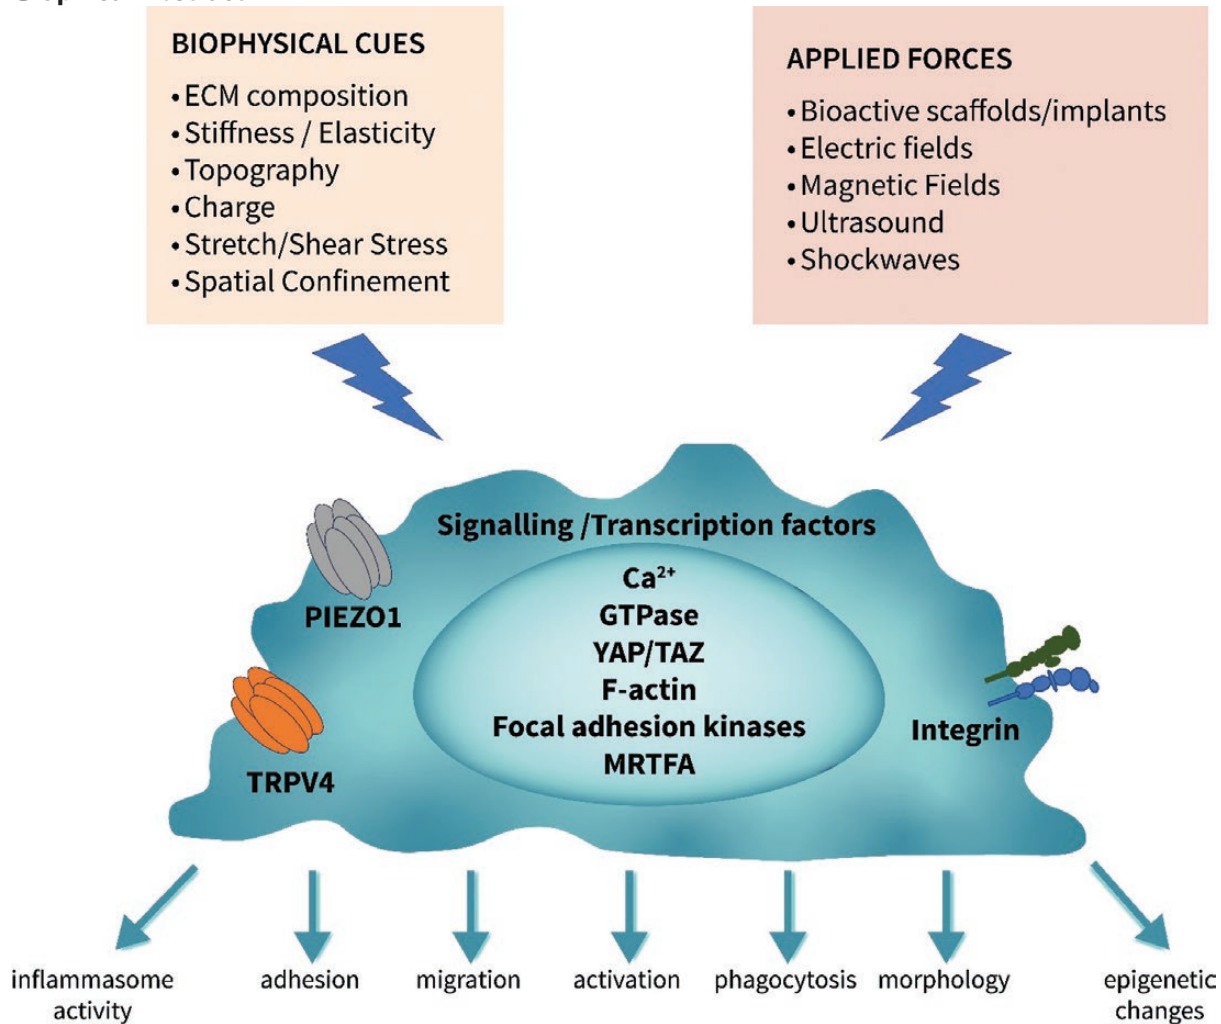 BIOPHYSICAL CUES
• ECM composition
• Stiffness / Elasticity
• Topography
• Charge
• Stretch/Shear Stress
• Spatial Confinement
APPLIED FORCES
• Bioactive scaffolds/implants
• Electric fields
• Magnetic Fields
• Ultrasound
• Shockwaves
Signalling /Transcription factors
Ca²⁺
GTPase
YAP/TAZ
F-actin
Focal adhesion kinases
MRTFA
PIEZO1
TRPV4
Integrin
inflammasome
activity
adhesion
migration
activation
phagocytosis
morphology
epigenetic
changes